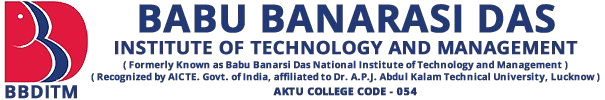 BABU BANARASI DAS
INSTITUTE OF TECHNOLOGY AND MANAGEMENT
( Formerly Known as Babu Banarsi Das National Institute of Technology and Management )
( Recognized by AICTE. Govt. of India, affiliated to Dr. A.P.J. Abdul Kalam Technical University, Lucknow )
AKTU COLLEGE CODE - 054
BBDITM